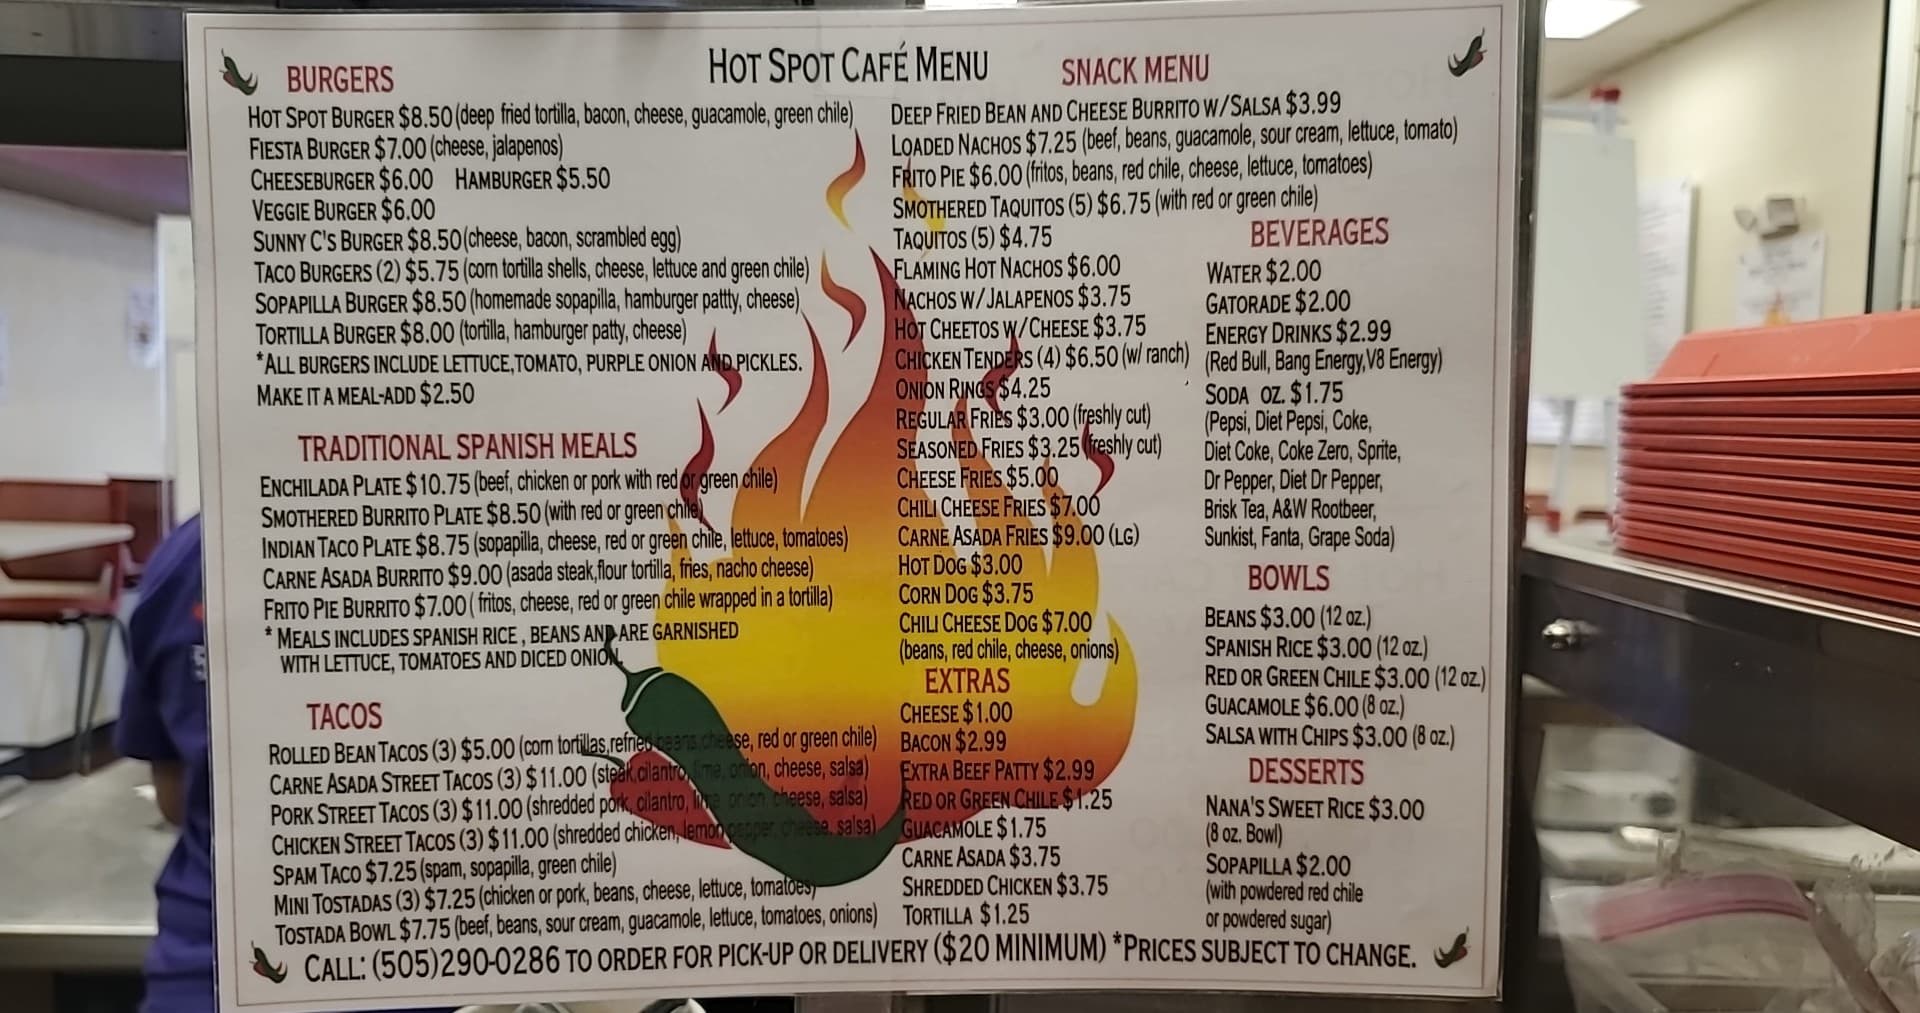 HOT SPOT CAFÉ MENU
BURGERS
HOT SPOT BURGER $8.50 (deep fried tortilla, bacon, cheese, guacamole, green chile)
FIESTA BURGER $7.00 (cheese, jalapenos)
CHEESEBURGER $6.00 HAMBURGER $5.50
VEGGIE BURGER $6.00
SUNNY C'S BURGER $8.50 (cheese, bacon, scrambled egg)
TACO BURGERS (2) $5.75 (corn tortilla shells, cheese, lettuce and green chile)
SOPAPILLA BURGER $8.50 (homemade sopapilla, hamburger pattty, cheese)
TORTILLA BURGER $8.00 (tortilla, hamburger patty, cheese)
*ALL BURGERS INCLUDE LETTUCE,TOMATO, PURPLE ONION AND PICKLES.
MAKE IT A MEAL-ADD $2.50
TRADITIONAL SPANISH MEALS
ENCHILADA PLATE $10.75 (beef, chicken or pork with red or green chile)
SMOTHERED BURRITO PLATE $8.50 (with red or green chile)
INDIAN TACO PLATE $8.75 (sopapilla, cheese, red or green chile, lettuce, tomatoes)
CARNE ASADA BURRITO $9.00 (asada steak,flour tortilla, fries, nacho cheese)
FRITO PIE BURRITO $7.00 ( fritos, cheese, red or green chile wrapped in a tortilla)
* MEALS INCLUDES SPANISH RICE , BEANS AND ARE GARNISHED
WITH LETTUCE, TOMATOES AND DICED ONION.
TACOS
ROLLED BEAN TACOS (3) $5.00 (corn tortillas,refried beans,cheese, red or green chile)
CARNE ASADA STREET TACOS (3) $11.00 (steak,cilantro, lime, onion, cheese, salsa)
PORK STREET TACOS (3) $11.00 (shredded pork, cilantro, lime onion cheese, salsa)
CHICKEN STREET TACOS (3) $11.00 (shredded chicken, lemon pepper, cheese, salsa)
SPAM TACO $7.25 (spam, sopapilla, green chile)
MINI TOSTADAS (3) $7.25 (chicken or pork, beans, cheese, lettuce, tomatoes)
TOSTADA BOWL $7.75 (beef, beans, sour cream, guacamole, lettuce, tomatoes, onions)
SNACK MENU
DEEP FRIED BEAN AND CHEESE BURRITO W/SALSA $3.99
LOADED NACHOS $7.25 (beef, beans, guacamole, sour cream, lettuce, tomato)
FRITO PIE $6.00 (fritos, beans, red chile, cheese, lettuce, tomatoes)
SMOTHERED TAQUITOS (5) $6.75 (with red or green chile)
TAQUITOS (5) $4.75
FLAMING HOT NACHOS $6.00
NACHOS W/JALAPENOS $3.75
HOT CHEETOS W/CHEESE $3.75
CHICKEN TENDERS (4) $6.50 (w/ ranch)
ONION RINGS $4.25
REGULAR FRIES $3.00 (freshly cut)
SEASONED FRIES $3.25 (freshly cut)
CHEESE FRIES $5.00
CHILI CHEESE FRIES $7.00
CARNE ASADA FRIES $9.00 (LG)
HOT DOG $3.00
CORN DOG $3.75
CHILI CHEESE DOG $7.00
(beans, red chile, cheese, onions)
EXTRAS
CHEESE $1.00
BACON $2.99
EXTRA BEEF PATTY $2.99
RED OR GREEN CHILE $1.25
GUACAMOLE $1.75
CARNE ASADA $3.75
SHREDDED CHICKEN $3.75
TORTILLA $1.25
BEVERAGES
WATER $2.00
GATORADE $2.00
ENERGY DRINKS $2.99
(Red Bull, Bang Energy,V8 Energy)
SODA OZ. $1.75
(Pepsi, Diet Pepsi, Coke,
Diet Coke, Coke Zero, Sprite,
Dr Pepper, Diet Dr Pepper,
Brisk Tea, A&W Rootbeer,
Sunkist, Fanta, Grape Soda)
BOWLS
BEANS $3.00 (12 oz.)
SPANISH RICE $3.00 (12 oz.)
RED OR GREEN CHILE $3.00 (12 oz.)
GUACAMOLE $6.00 (8 oz.)
SALSA WITH CHIPS $3.00 (8 oz.)
DESSERTS
NANA'S SWEET RICE $3.00
(8 oz. Bowl)
SOPAPILLA $2.00
(with powdered red chile
or powdered sugar)
CALL: (505)290-0286 TO ORDER FOR PICK-UP OR DELIVERY ($20 MINIMUM) *PRICES SUBJECT TO CHANGE.